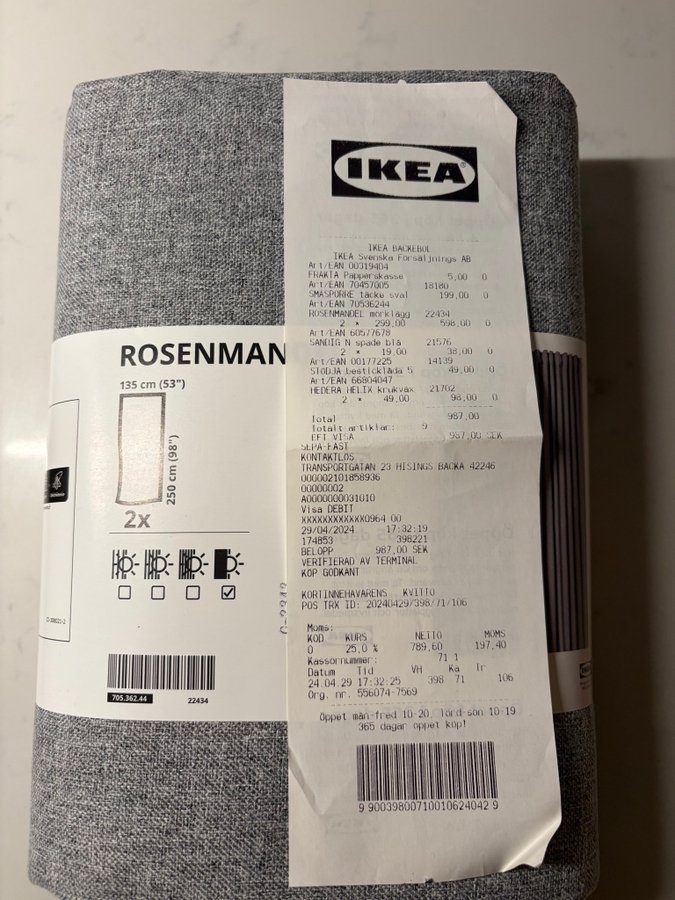 IKEA
IKEA BACKEBOL
IKEA Svenska Försäljnings AB
Art/EAN 00319404
FRAKTA Papperskasse 5,00 0
Art/EAN 70457005 18180
SMASPORRE täcke sval 199,00 0
Art/EAN 70536244
ROSENMANDEL mörklägg 22434
2 * 299,00 598,00 0
Art/EAN 60577678
SANDIG N spade blå 21576
2 * 19,00 38,00 0
Art/EAN 00177225 14139
STÖDJA besticklåda 5 49,00 0
Art/EAN 66804047
HEDERA HELIX krukväx 21702
2 * 49,00 98,00 0
Total 987,00
Totalt artiklar: 9
EFT VISA 987,00 SEK
SEPA-FAST
KONTAKTLÖS
TRANSPORTGATAN 23 HISINGS BACKA 42246
000002101858936
00000002
A0000000031010
Visa DEBIT
XXXXXXXXXXXX0964 00
29/04/2024 17:32:19
174853 398221
BELOPP 987,00 SEK
VERIFIERAD AV TERMINAL
KÖP GODKÄNT
KORTINNEHAVARENS KVITTO
POS TRX ID: 20240429/398/71/106
Moms:
KOD KURS NETTO MOMS
0 25,0 % 789,60 197,40
Kassörnummer: 71 1
Datum Tid VH Ka Tr
24.04.29 17:32:25 398 71 106
Org. nr. 556074-7569
Öppet mån-fred 10-20, lörd-sön 10-19
365 dagar öppet köp!
9 90039800710010624042 9
ROSENMAN
135 cm (53")
250 cm (98")
2x
705.362.44 22434
IKEA